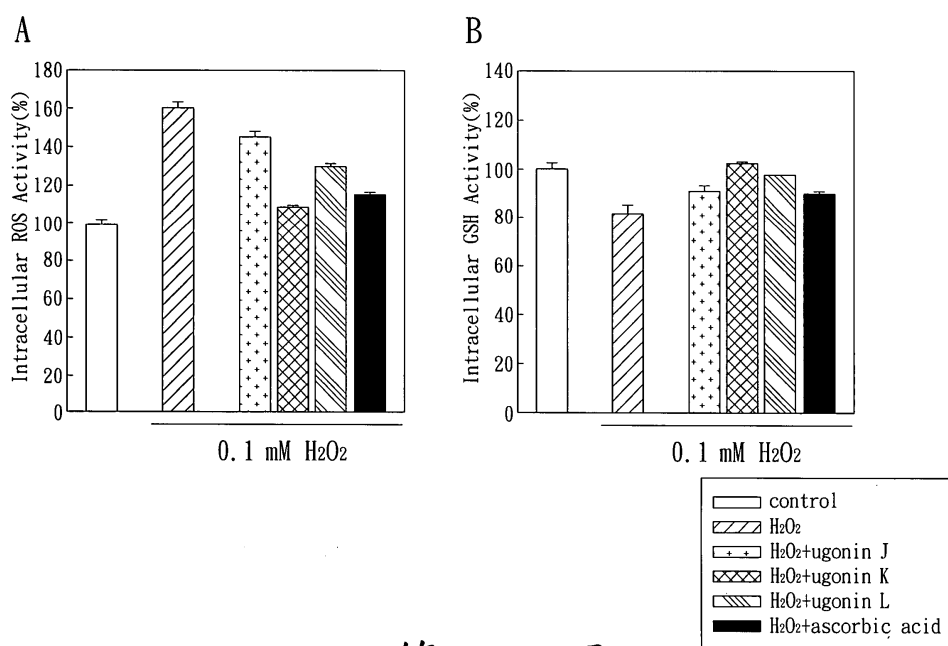 A
B
Intracellular ROS Activity(%)
180
160
140
120
100
80
60
40
20
0
0.1 mM H2O2
Intracellular GSH Activity(%)
140
120
100
80
60
40
20
0
0.1 mM H2O2
control
H2O2
H2O2+ugonin J
H2O2+ugonin K
H2O2+ugonin L
H2O2+ascorbic acid